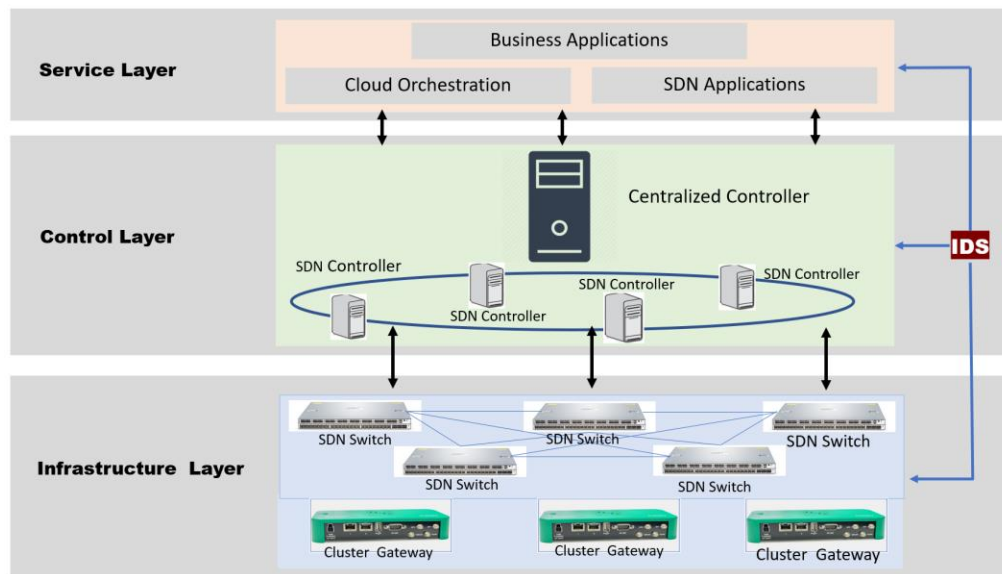 Business Applications
Service Layer
Cloud Orchestration
SDN Applications
Centralized Controller
Control Layer
IDS
SDN Controller
SDN Controller
SDN Controller
SDN Controller
SDN Switch
SDN Switch
SDN Switch
Infrastructure Layer
SDN Switch
SDN Switch
Cluster Gateway
Cluster Gateway
Cluster Gateway